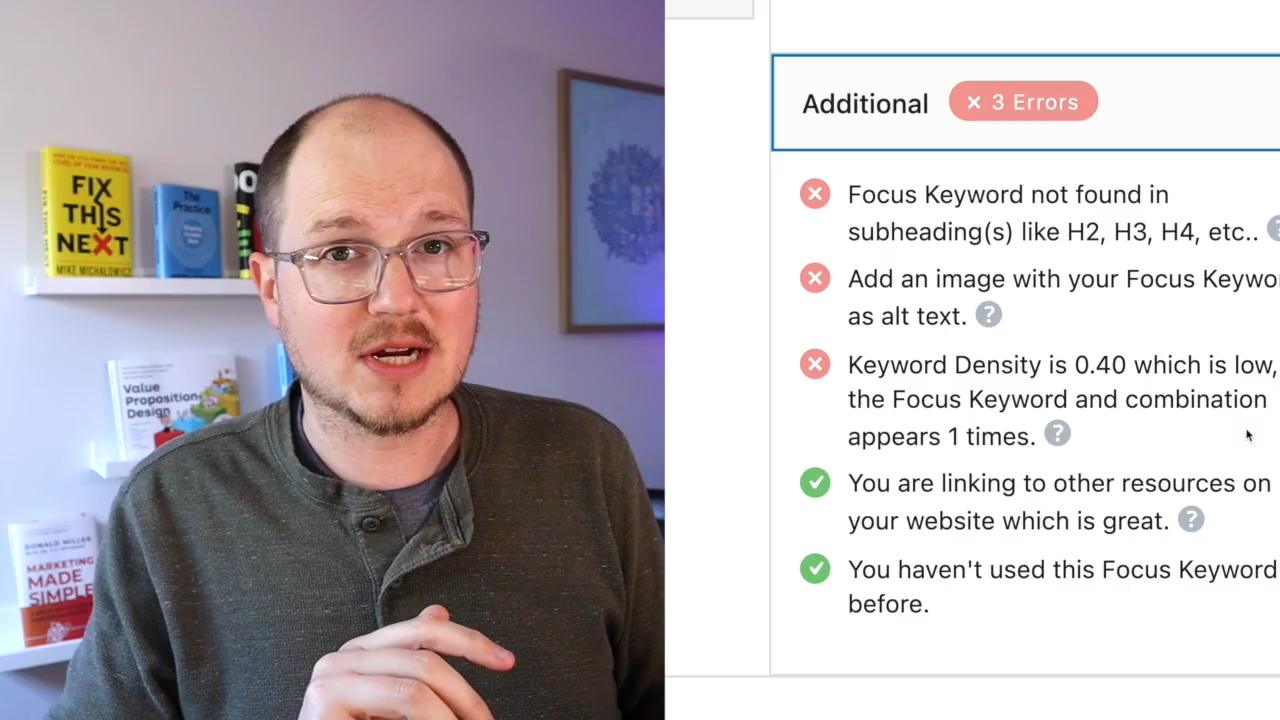 FIX
THIS
NEXT
MIKE MICHALOWICZ
The
Practice
Value
Proposition
Design
DONALD MILLER
MARKETING
MADE
SIMPLE
Additional
3 Errors
Focus Keyword not found in
subheading(s) like H2, H3, H4, etc..
Add an image with your Focus Keywor
as alt text. ?
Keyword Density is 0.40 which is low,
the Focus Keyword and combination
appears 1 times. ?
You are linking to other resources on
your website which is great. ?
You haven't used this Focus Keyword
before.